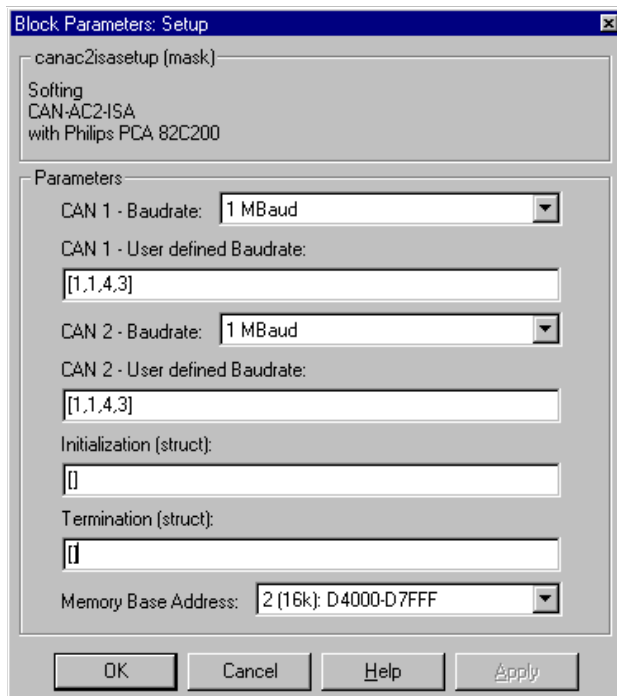 Block Parameters: Setup
canac2isasetup (mask)
Softing
CAN-AC2-ISA
with Philips PCA 82C200
Parameters
CAN 1 - Baudrate: 1 MBaud
CAN 1 - User defined Baudrate:
[1,1,4,3]
CAN 2 - Baudrate: 1 MBaud
CAN 2 - User defined Baudrate:
[1,1,4,3]
Initialization (struct):
[]
Termination (struct):
[]
Memory Base Address: 2 (16k): D4000-D7FFF
OK Cancel Help Apply